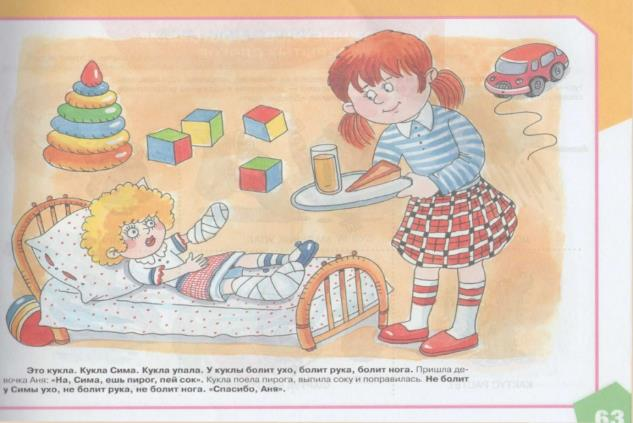 Это кукла. Кукла Сима. Кукла упала. У куклы болит ухо, болит рука, болит нога. Пришла де-
вочка Аня: «На, Сима, ешь пирог, пей сок». Кукла поела пирога, выпила соку и поправилась. Не болит
у Симы ухо, не болит рука, не болит нога. «Спасибо, Аня».
63